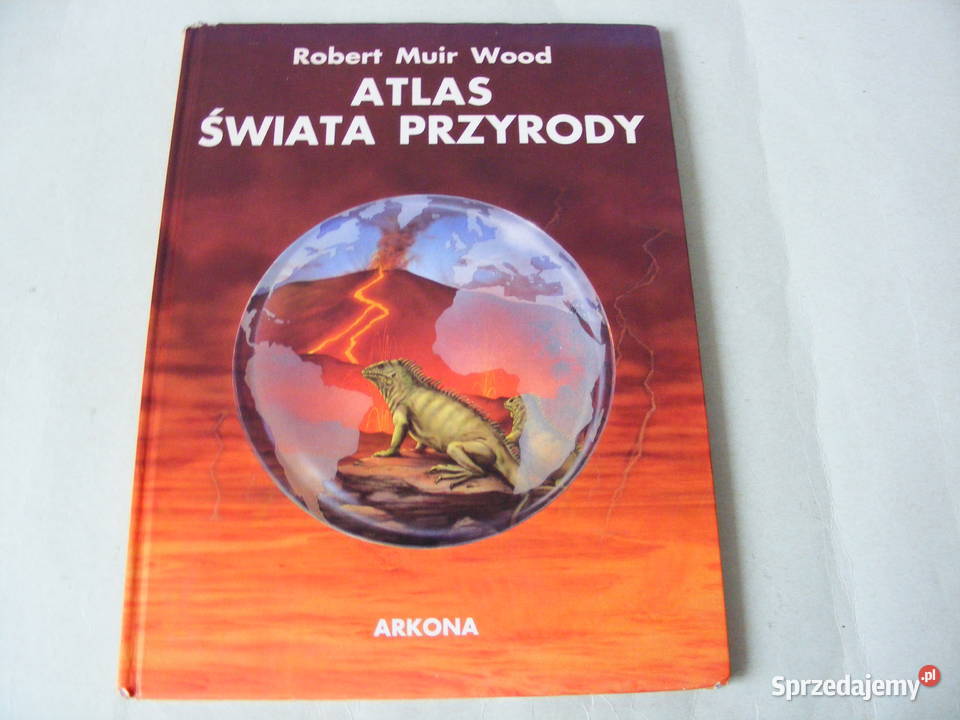 Robert Muir Wood
ATLAS
ŚWIATA PRZYRODY
ARKONA
Sprzedajemy.pl